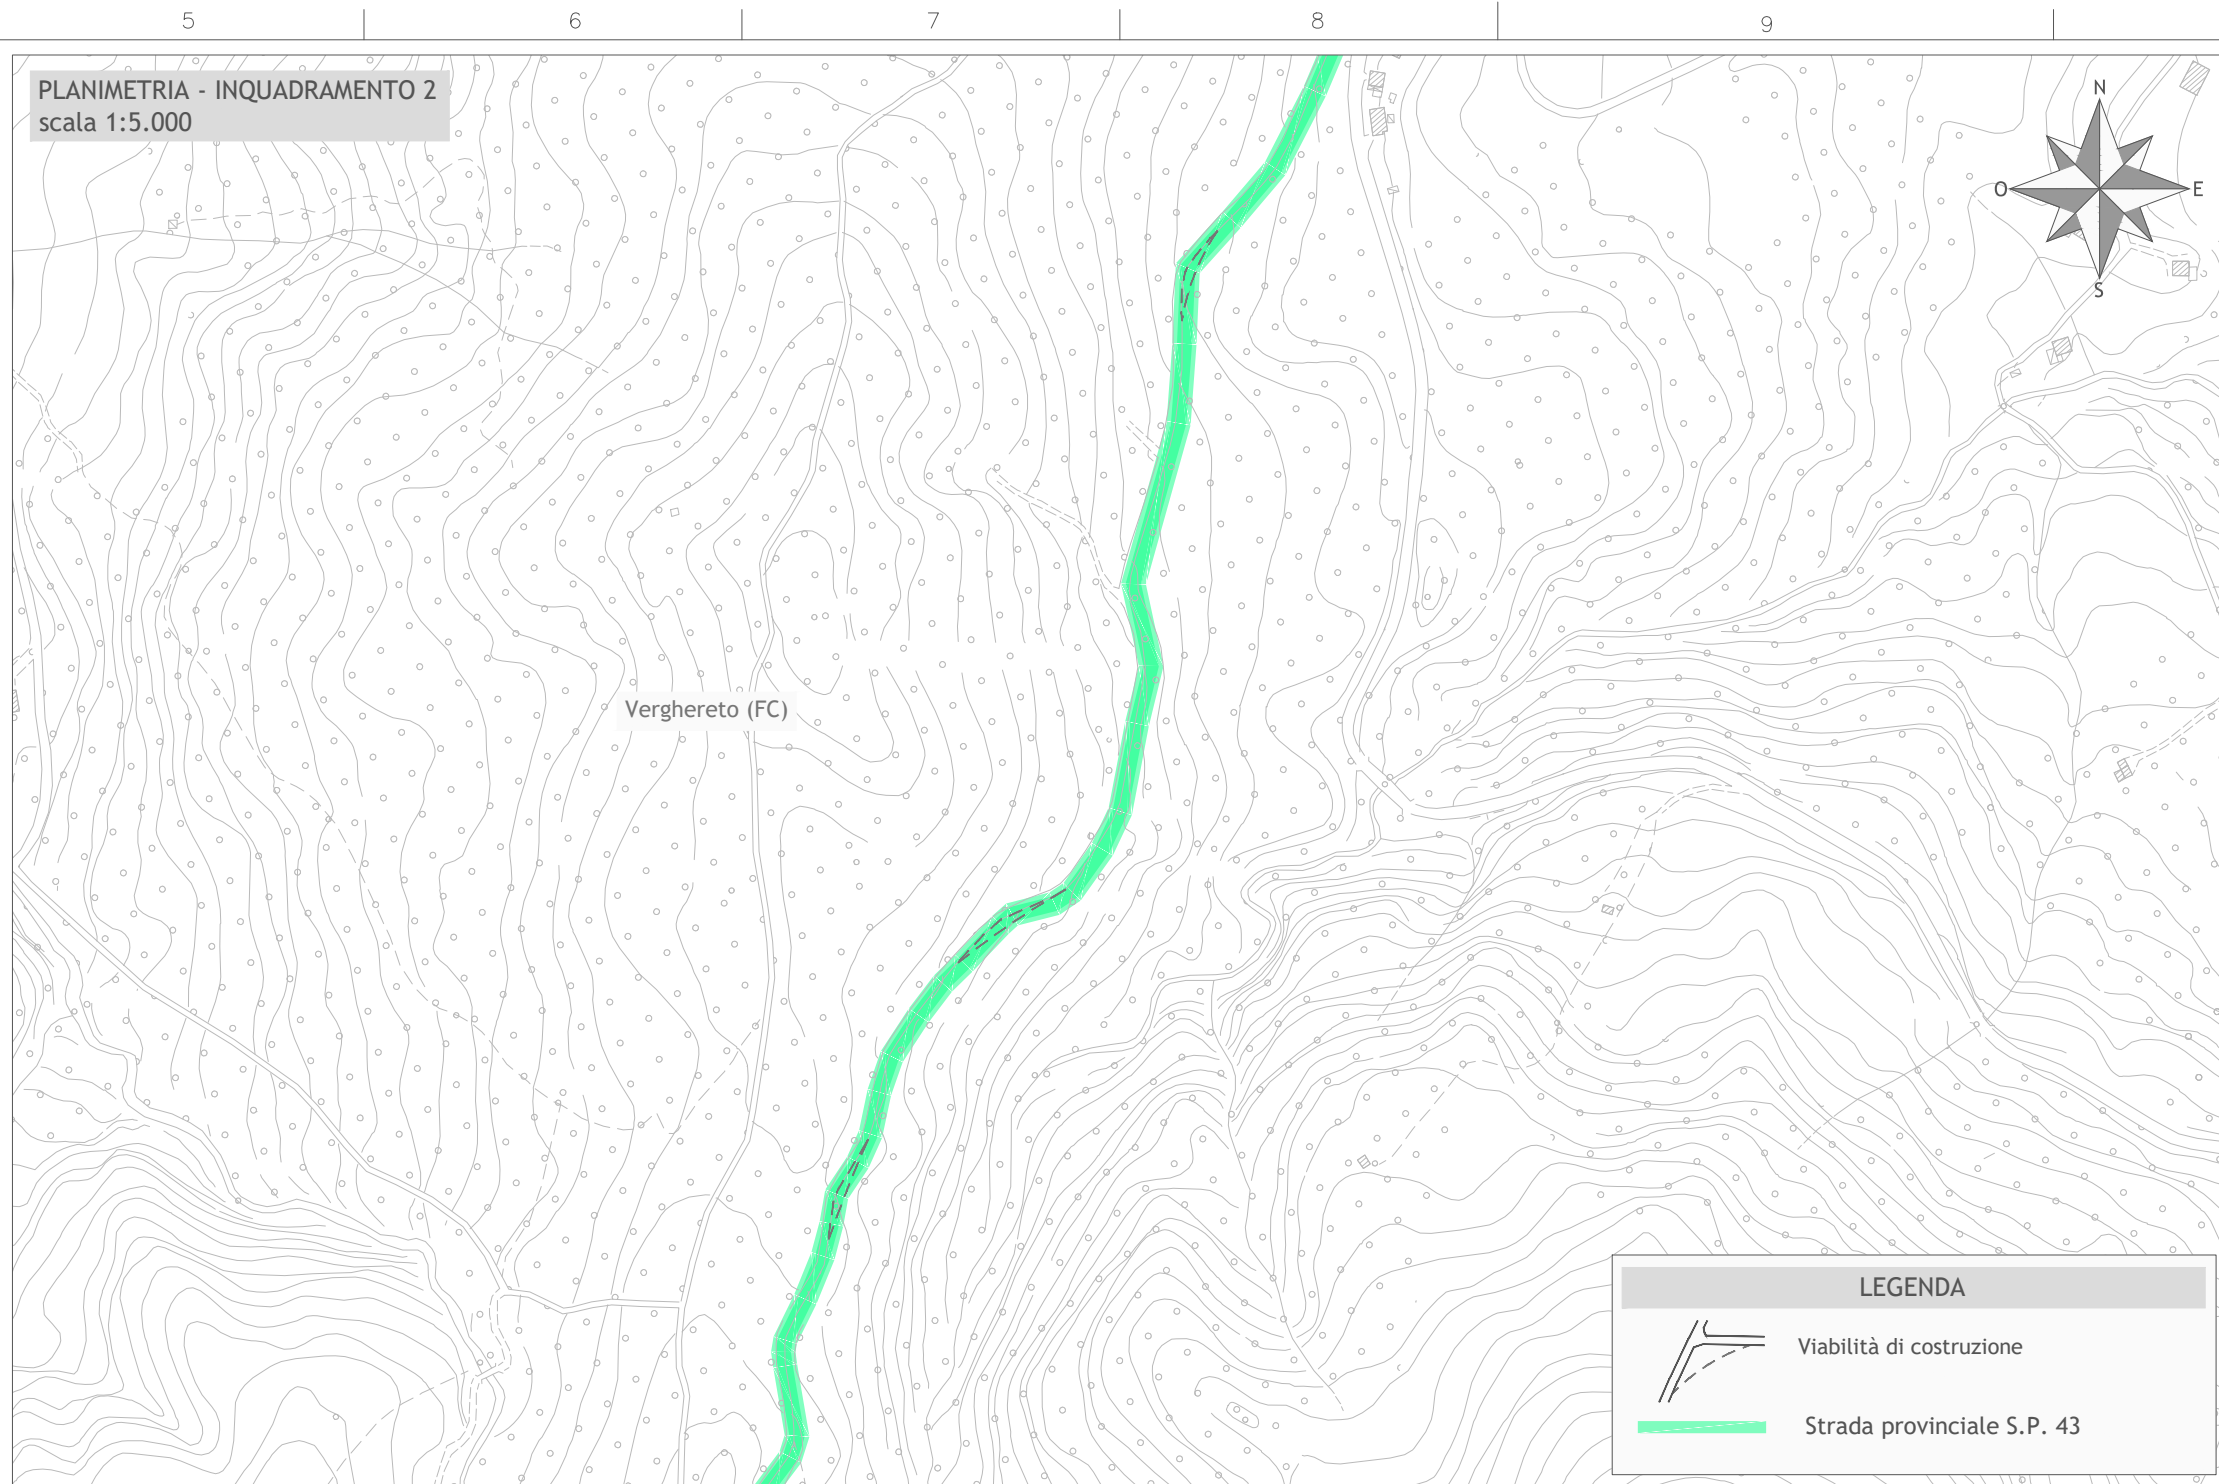 5 6 7 8 9
PLANIMETRIA - INQUADRAMENTO 2
scala 1:5.000
N
O E
S
Verghereto (FC)
LEGENDA
Viabilità di costruzione
Strada provinciale S.P. 43